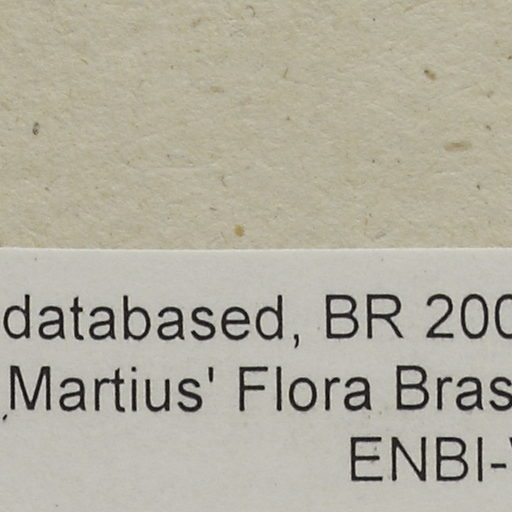 databased, BR 200
Martius' Flora Bras
ENBI-